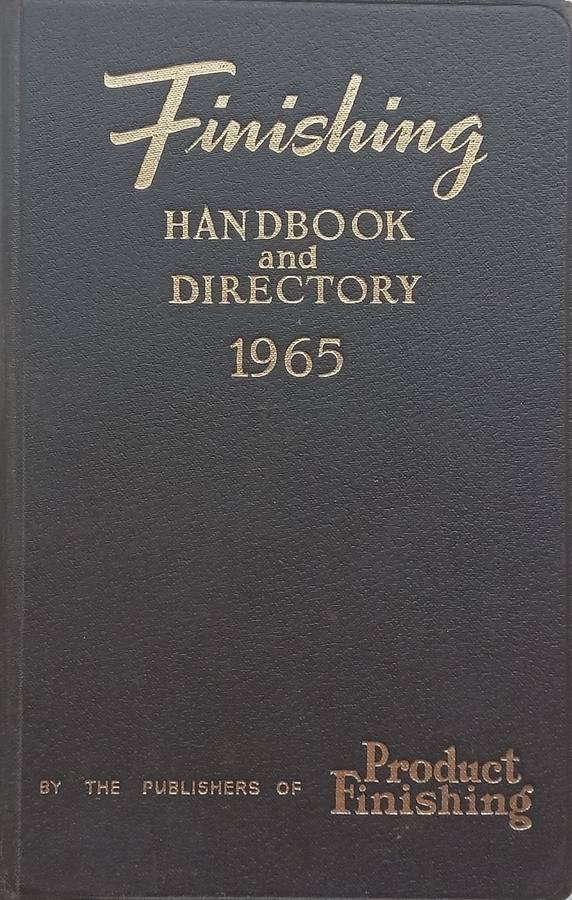 Finishing
HANDBOOK
and
DIRECTORY
1965
BY THE PUBLISHERS OF
Product
Finishing